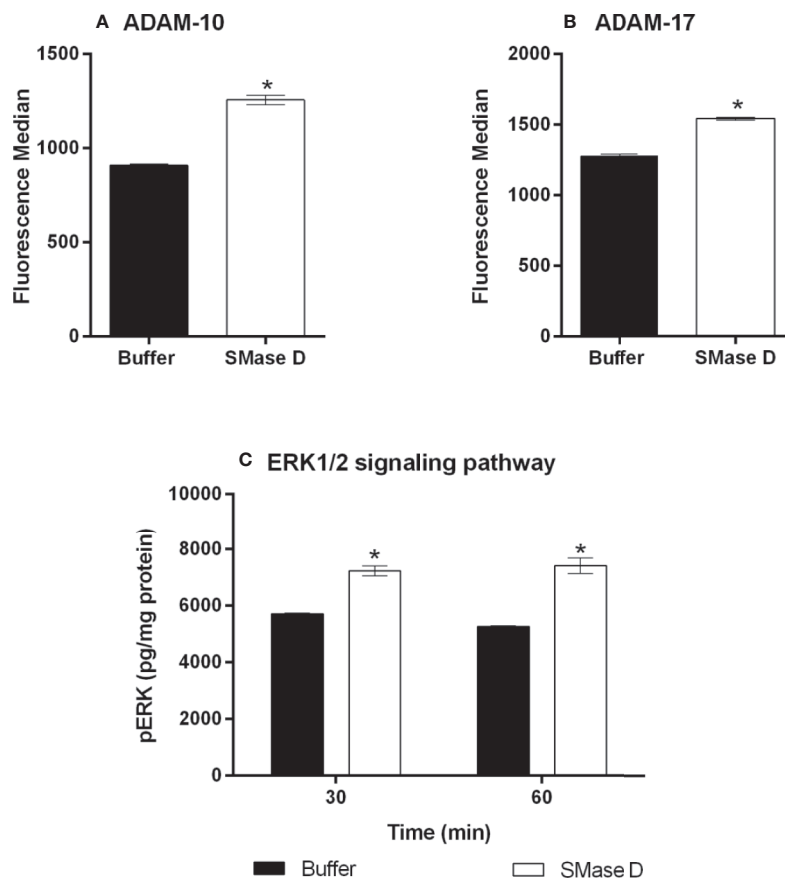 A ADAM-10
1500
1000
500
0
Fluorescence Median
*
Buffer
SMase D
B ADAM-17
2000
1500
1000
500
0
Fluorescence Median
*
Buffer
SMase D
C ERK1/2 signaling pathway
10000
8000
6000
4000
2000
0
pERK (pg/mg protein)
*
*
30
60
Time (min)
Buffer
SMase D